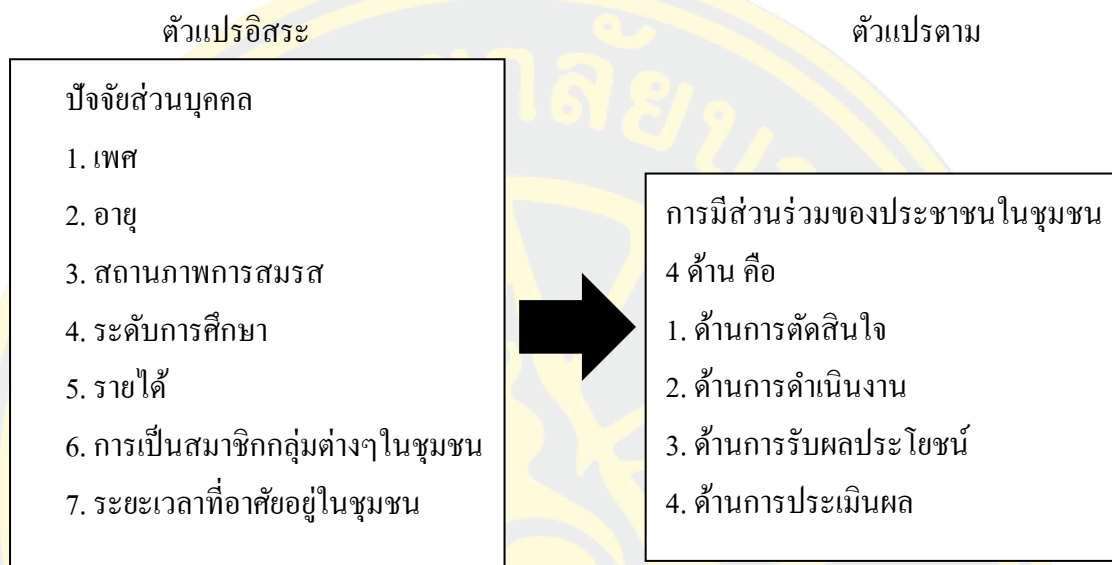 ตัวแปรอิสระ
ปัจจัยส่วนบุคคล
1. เพศ
2. อายุ
3. สถานภาพการสมรส
4. ระดับการศึกษา
5. รายได้
6. การเป็นสมาชิกกลุ่มต่างๆในชุมชน
7. ระยะเวลาที่อาศัยอยู่ในชุมชน
ตัวแปรตาม
การมีส่วนร่วมของประชาชนในชุมชน
4 ด้าน คือ
1. ด้านการตัดสินใจ
2. ด้านการดำเนินงาน
3. ด้านการรับผลประโยชน์
4. ด้านการประเมินผล